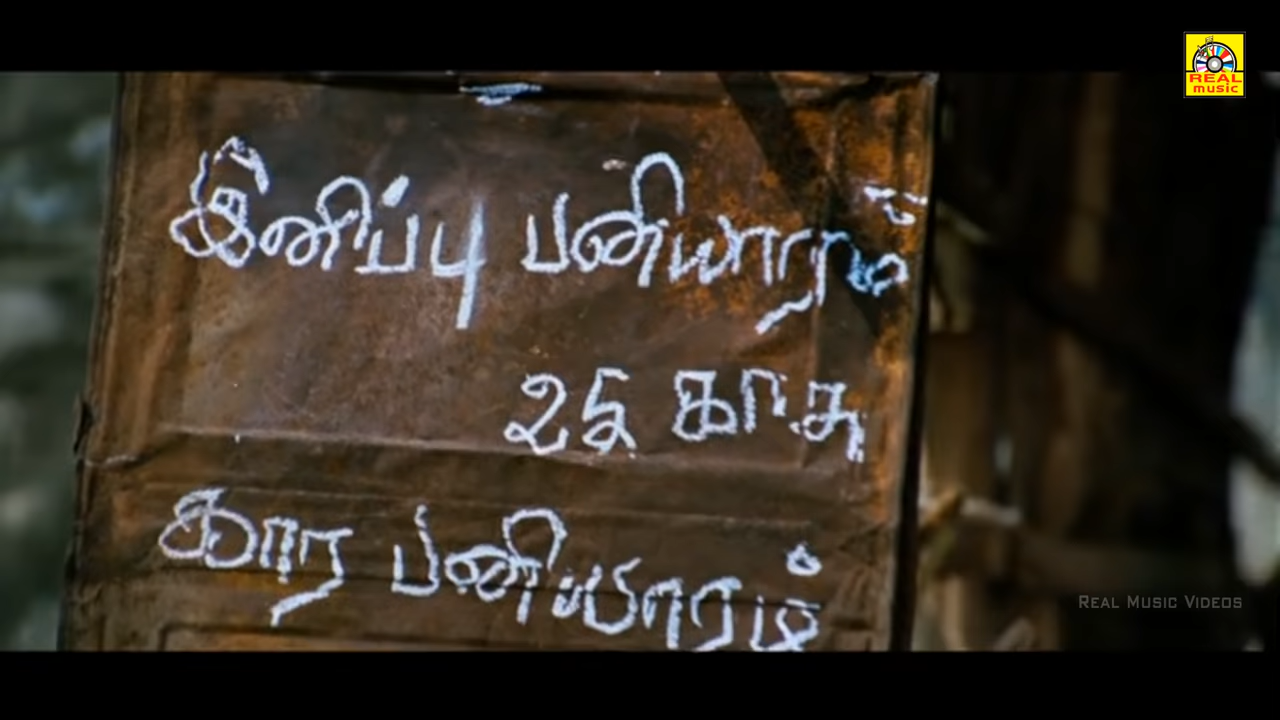 REAL
music
இனிப்பு பனியாரம்
25 காசு
கார பனியாரம்
REAL MUSIC VIDEOS